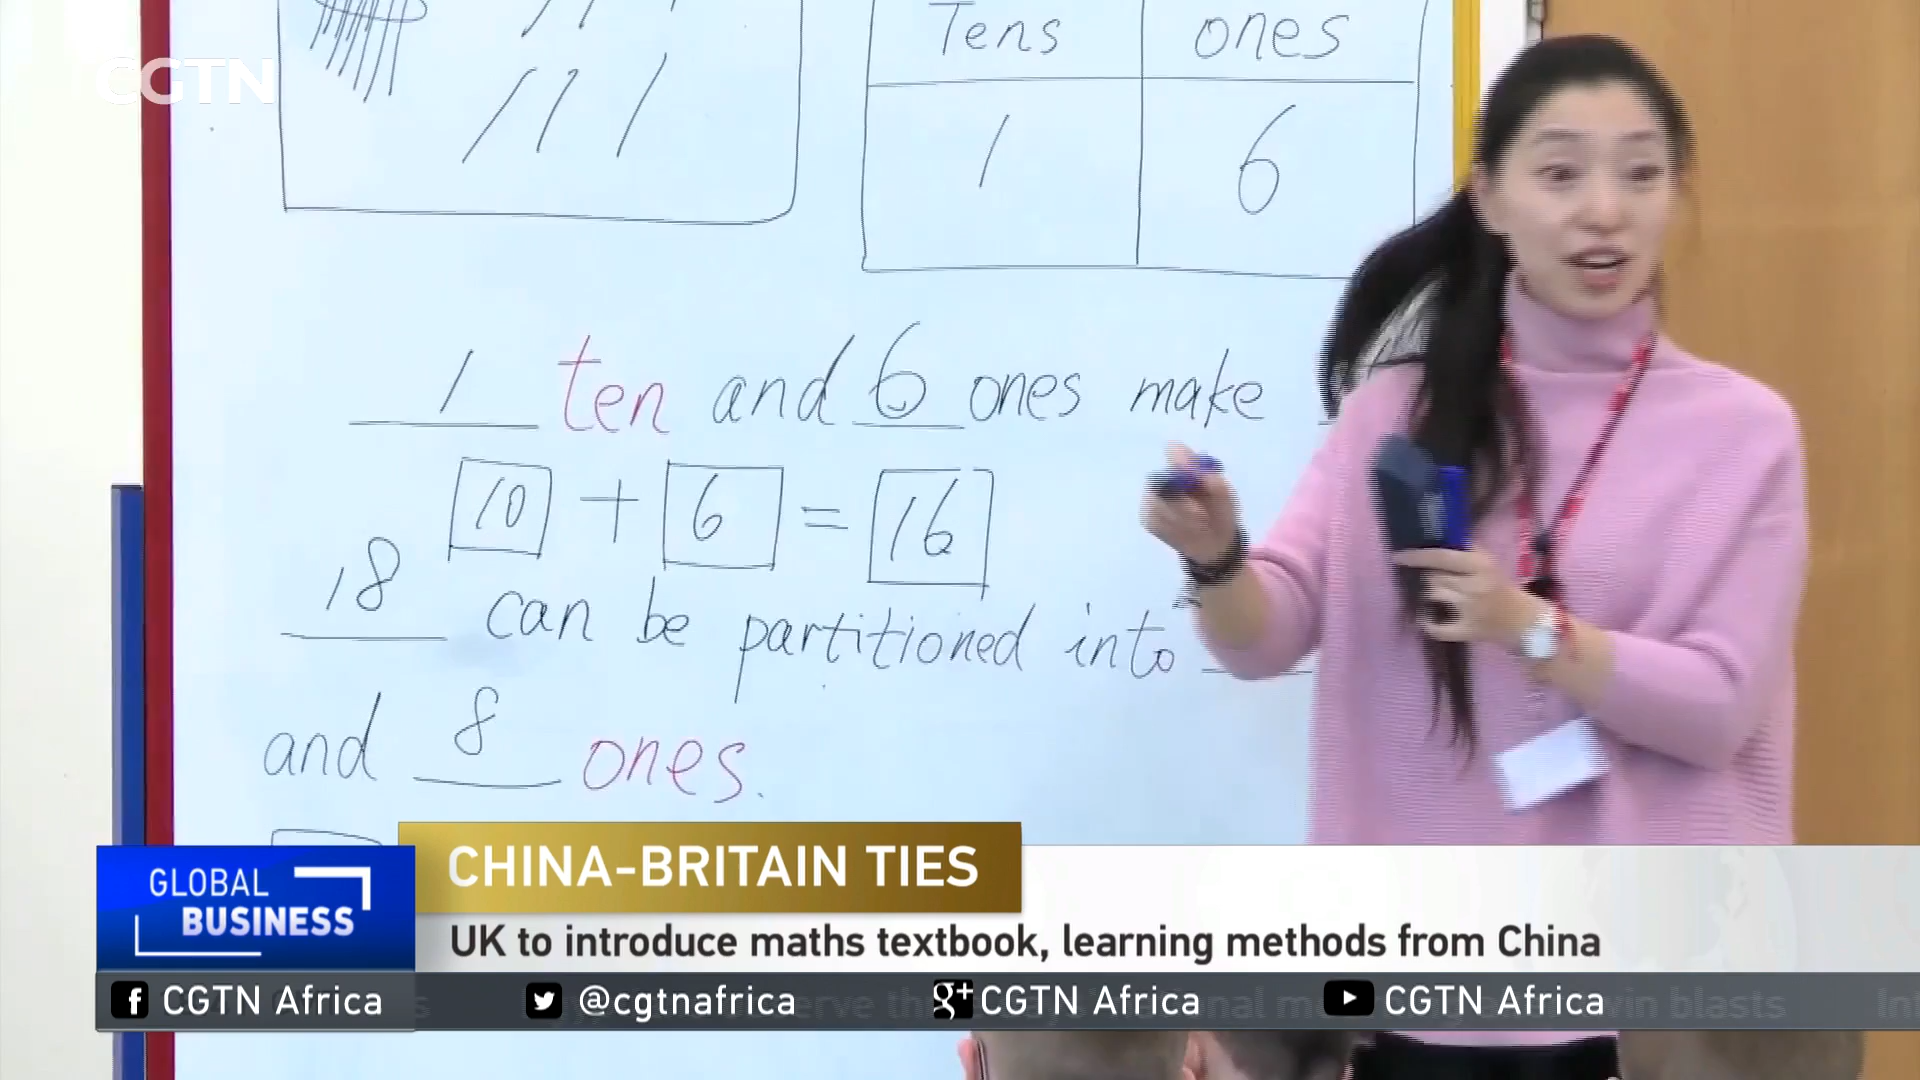 CGTN
Tens ones
1 6
1 ten and 6 ones make
10 + 6 = 16
18 can be partitioned into
and 8 ones.
GLOBAL
BUSINESS
CHINA-BRITAIN TIES
UK to introduce maths textbook, learning methods from China
CGTN Africa @cgtnafrica CGTN Africa CGTN Africa